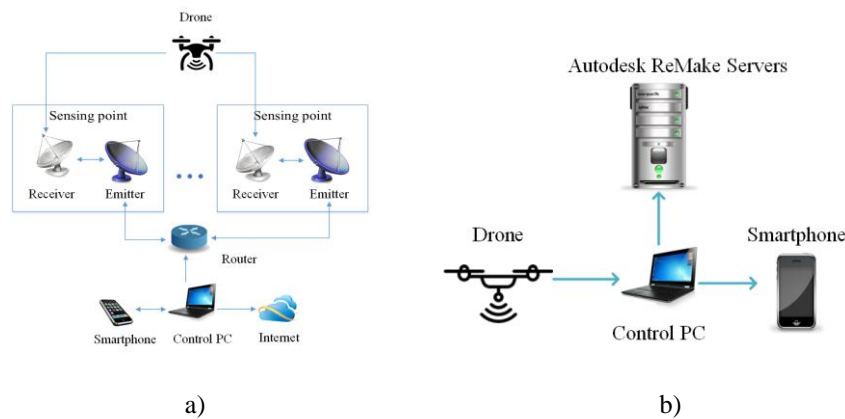 Drone
Sensing point
Receiver
Emitter
Sensing point
Receiver
Emitter
Router
Smartphone
Control PC
Internet
a)
Autodesk ReMake Servers
Drone
Smartphone
Control PC
b)